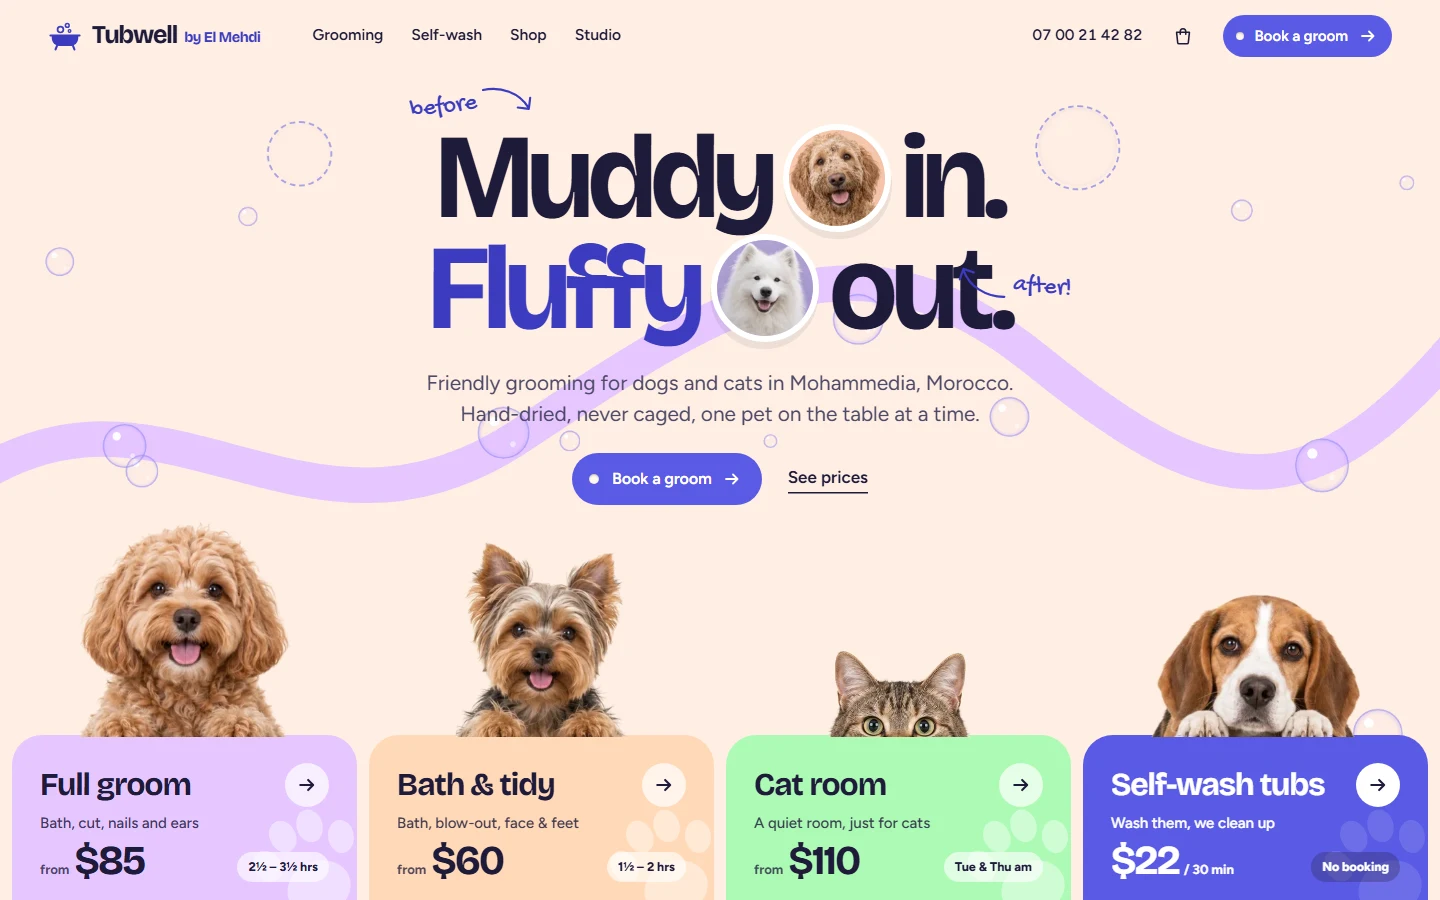 Tubwell by El Mehdi
Grooming
Self-wash
Shop
Studio
07 00 21 42 82
Book a groom
before
Muddy in.
Fluffy out.
after!
Friendly grooming for dogs and cats in Mohammedia, Morocco.
Hand-dried, never caged, one pet on the table at a time.
Book a groom
See prices
Full groom
Bath, cut, nails and ears
from $85
2½ – 3½ hrs
Bath & tidy
Bath, blow-out, face & feet
from $60
1½ – 2 hrs
Cat room
A quiet room, just for cats
from $110
Tue & Thu am
Self-wash tubs
Wash them, we clean up
$22 / 30 min
No booking